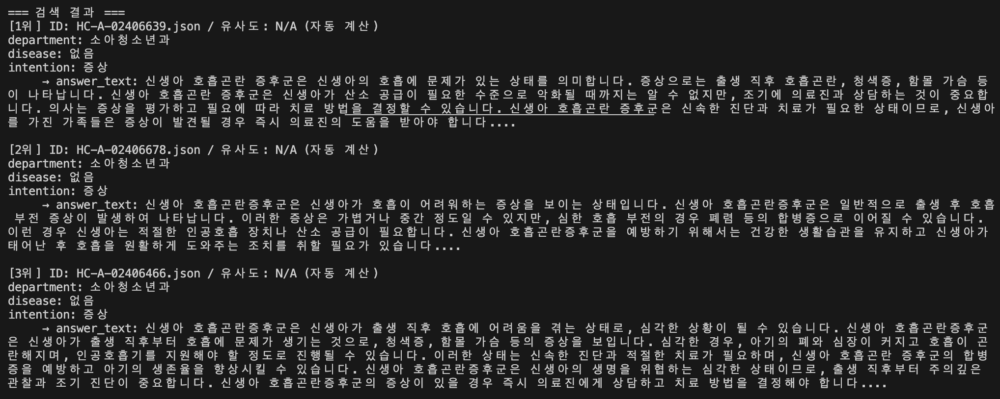 === 검색 결과 ===
[1위] ID: HC-A-02406639.json / 유사도: N/A (자동 계산)
department: 소아청소년과
disease: 없음
intention: 증상
→ answer_text: 신생아 호흡곤란 증후군은 신생아의 호흡에 문제가 있는 상태를 의미합니다. 증상으로는 출생 직후 호흡곤란, 청색증, 함몰 가슴 등
이 나타납니다. 신생아 호흡곤란 증후군은 신생아가 산소 공급이 필요한 수준으로 악화될 때까지는 알 수 없지만, 조기에 의료진과 상담하는 것이 중요합
니다. 의사는 증상을 평가하고 필요에 따라 치료 방법을 결정할 수 있습니다. 신생아 호흡곤란 증후군은 신속한 진단과 치료가 필요한 상태이므로, 신생아
를 가진 가족들은 증상이 발견될 경우 즉시 의료진의 도움을 받아야 합니다....
[2위] ID: HC-A-02406678.json / 유사도: N/A (자동 계산)
department: 소아청소년과
disease: 없음
intention: 증상
→ answer_text: 신생아 호흡곤란증후군은 신생아가 호흡이 어려워하는 증상을 보이는 상태입니다. 신생아 호흡곤란증후군은 일반적으로 출생 후 호흡
부전 증상이 발생하여 나타납니다. 이러한 증상은 가볍거나 중간 정도일 수 있지만, 심한 호흡 부전의 경우 폐렴 등의 합병증으로 이어질 수 있습니다.
이런 경우 신생아는 적절한 인공호흡 장치나 산소 공급이 필요합니다. 신생아 호흡곤란증후군을 예방하기 위해서는 건강한 생활습관을 유지하고 신생아가
태어난 후 호흡을 원활하게 도와주는 조치를 취할 필요가 있습니다....
[3위] ID: HC-A-02406466.json / 유사도: N/A (자동 계산)
department: 소아청소년과
disease: 없음
intention: 증상
→ answer_text: 신생아 호흡곤란증후군은 신생아가 출생 직후 호흡에 어려움을 겪는 상태로, 심각한 상황이 될 수 있습니다. 신생아 호흡곤란증후군
은 신생아가 출생 직후부터 호흡에 문제가 생기는 것으로, 청색증, 함몰 가슴 등의 증상을 보입니다. 심각한 경우, 아기의 폐와 심장이 커지고 호흡이 곤
란해지며, 인공호흡기를 지원해야 할 정도로 진행될 수 있습니다. 이러한 상태는 신속한 진단과 적절한 치료가 필요하며, 신생아 호흡곤란 증후군의 합병
증을 예방하고 아기의 생존율을 향상시킬 수 있습니다. 신생아 호흡곤란증후군은 신생아의 생명을 위협하는 심각한 상태이므로, 출생 직후부터 주의깊은
관찰과 조기 진단이 중요합니다. 신생아 호흡곤란증후군의 증상이 있을 경우 즉시 의료진에게 상담하고 치료 방법을 결정해야 합니다....